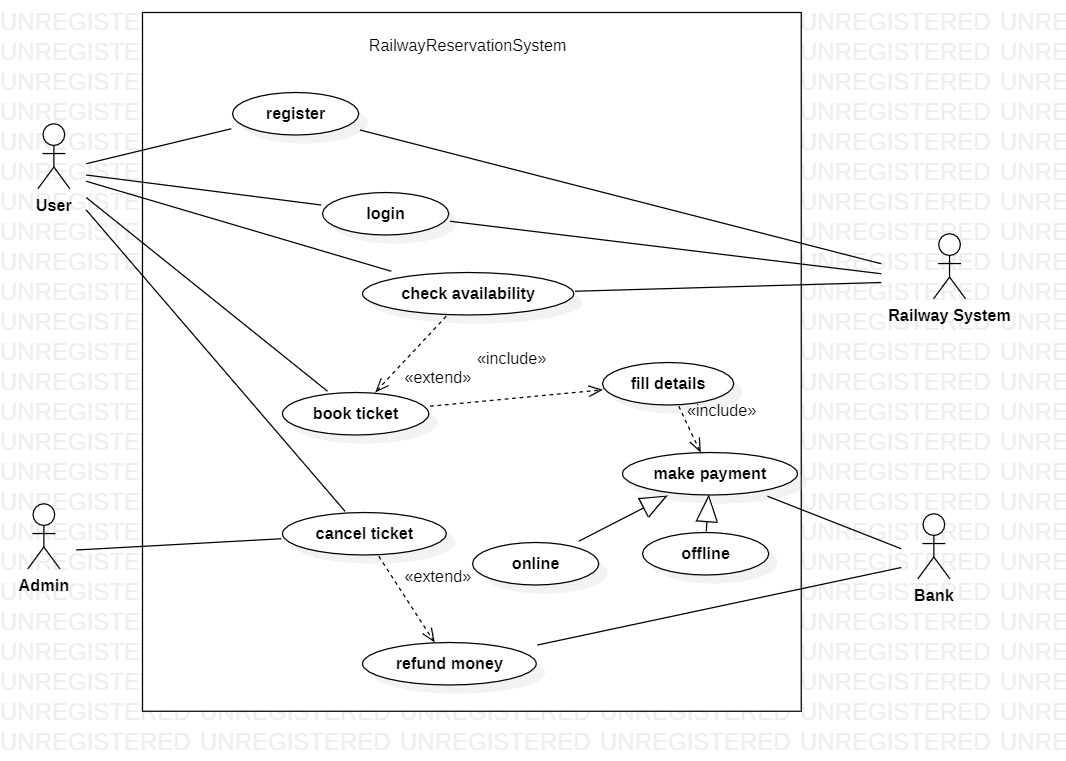 RailwayReservationSystem
register
User
login
check availability
Railway System
«include»
«extend»
fill details
book ticket
«include»
make payment
cancel ticket
online
offline
Admin
«extend»
Bank
refund money
UNREGISTERED UNREGISTERED UNREGISTERED UNREGISTERED UNREGISTERED UNRE